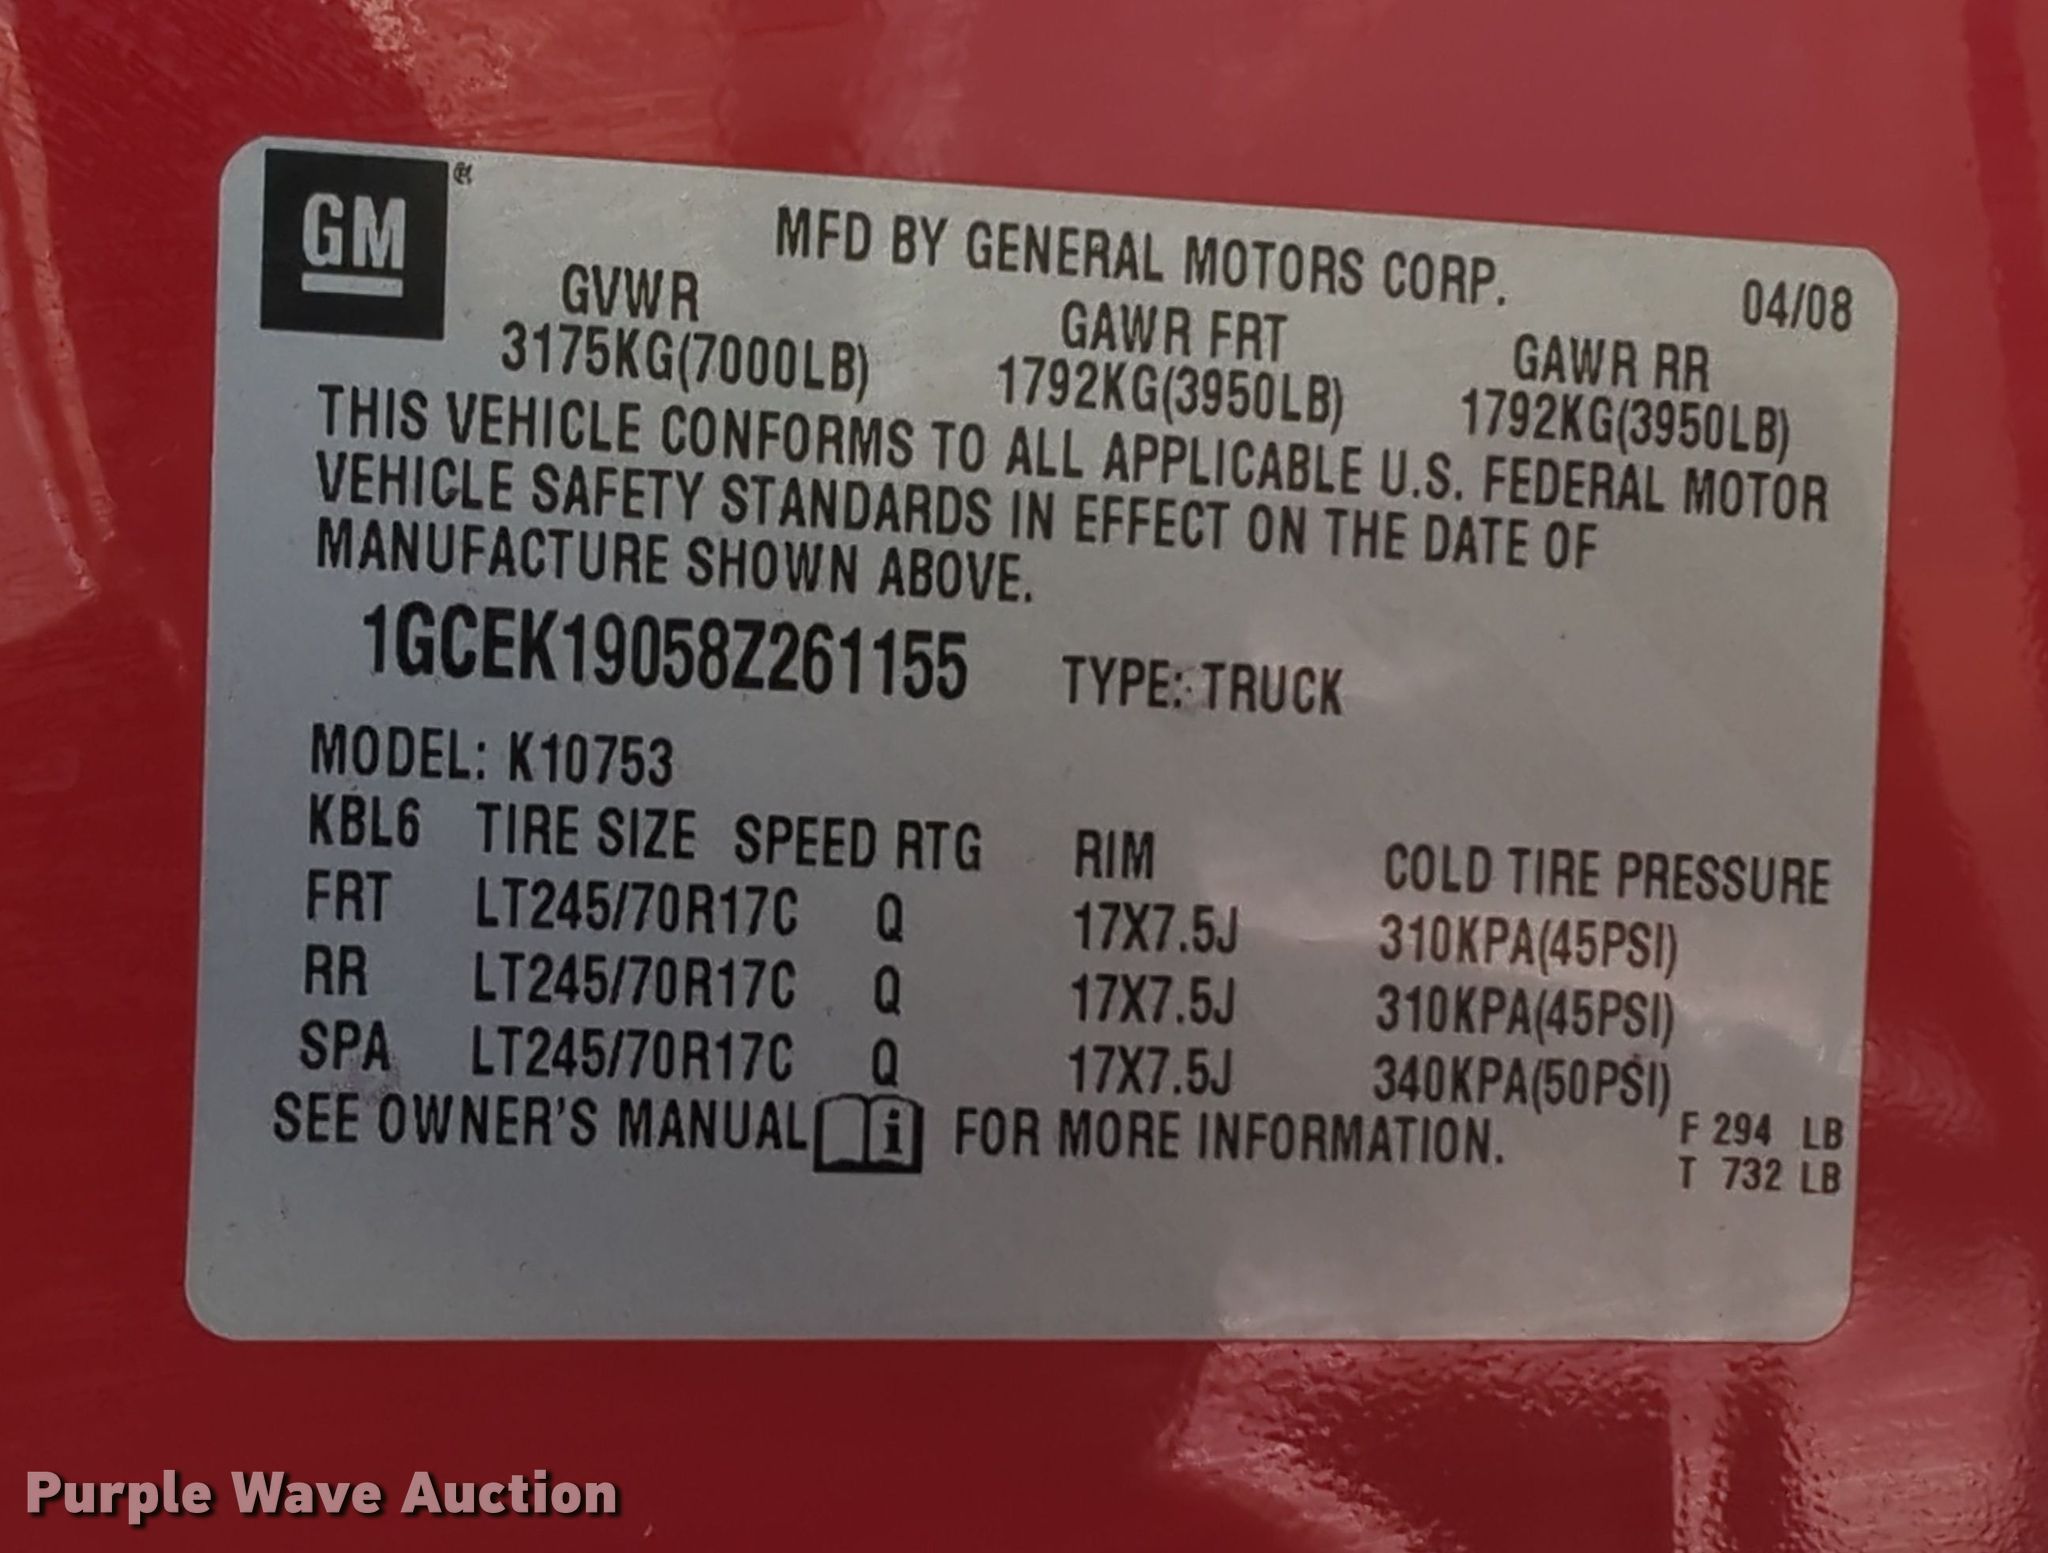 GM
MFD BY GENERAL MOTORS CORP.
04/08
GVWR GAWR FRT GAWR RR
3175KG(7000LB) 1792KG(3950LB) 1792KG(3950LB)
THIS VEHICLE CONFORMS TO ALL APPLICABLE U.S. FEDERAL MOTOR
VEHICLE SAFETY STANDARDS IN EFFECT ON THE DATE OF
MANUFACTURE SHOWN ABOVE.
1GCEK19058Z261155 TYPE: TRUCK
MODEL: K10753
KBL6 TIRE SIZE SPEED RTG RIM COLD TIRE PRESSURE
FRT LT245/70R17C Q 17X7.5J 310KPA(45PSI)
RR LT245/70R17C Q 17X7.5J 310KPA(45PSI)
SPA LT245/70R17C Q 17X7.5J 340KPA(50PSI)
SEE OWNER'S MANUAL i FOR MORE INFORMATION.
F 294 LB
T 732 LB
Purple Wave Auction